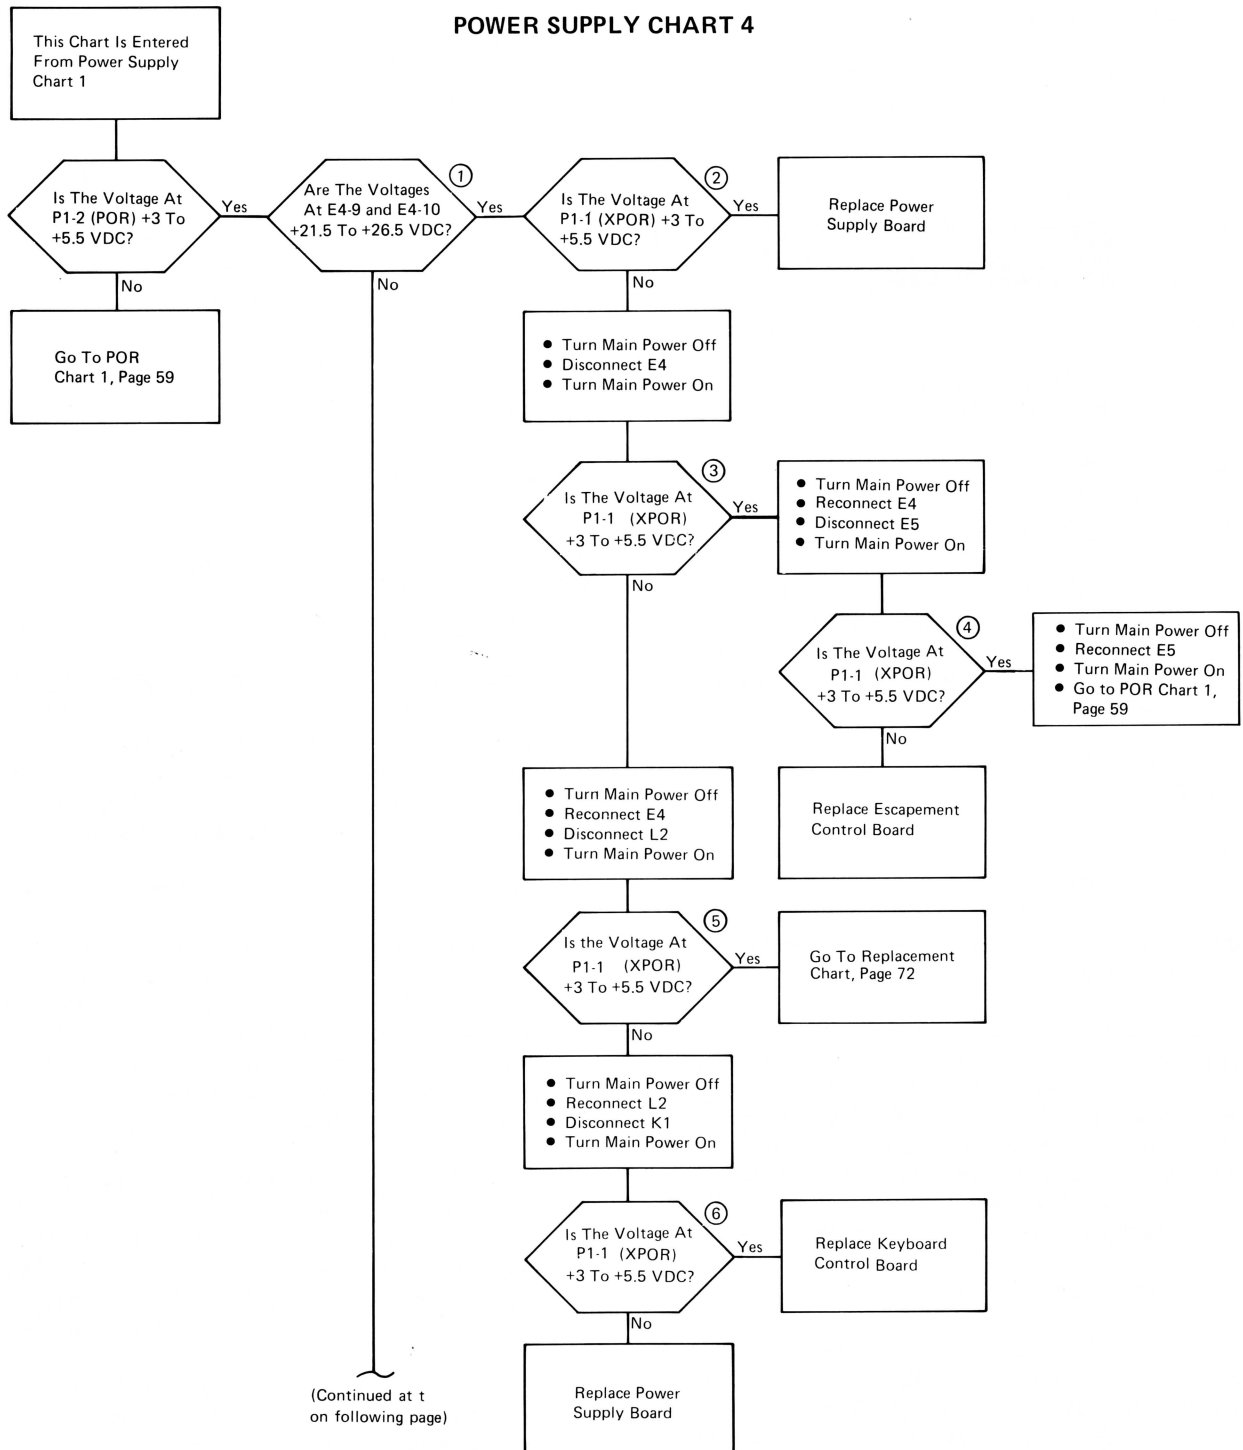 POWER SUPPLY CHART 4
This Chart Is Entered
From Power Supply
Chart 1
Is The Voltage At
P1-2 (POR) +3 To
+5.5 VDC?
Yes
No
Go To POR
Chart 1, Page 59
1
Are The Voltages
At E4-9 and E4-10
+21.5 To +26.5 VDC?
Yes
No
2
Is The Voltage At
P1-1 (XPOR) +3 To
+5.5 VDC?
Yes
No
Replace Power
Supply Board
● Turn Main Power Off
● Disconnect E4
● Turn Main Power On
3
Is The Voltage At
P1-1 (XPOR)
+3 To +5.5 VDC?
Yes
No
● Turn Main Power Off
● Reconnect E4
● Disconnect E5
● Turn Main Power On
4
Is The Voltage At
P1-1 (XPOR)
+3 To +5.5 VDC?
Yes
No
● Turn Main Power Off
● Reconnect E5
● Turn Main Power On
● Go to POR Chart 1,
Page 59
Replace Escapement
Control Board
● Turn Main Power Off
● Reconnect E4
● Disconnect L2
● Turn Main Power On
5
Is the Voltage At
P1-1 (XPOR)
+3 To +5.5 VDC?
Yes
No
Go To Replacement
Chart, Page 72
● Turn Main Power Off
● Reconnect L2
● Disconnect K1
● Turn Main Power On
6
Is The Voltage At
P1-1 (XPOR)
+3 To +5.5 VDC?
Yes
No
Replace Keyboard
Control Board
Replace Power
Supply Board
(Continued at t
on following page)